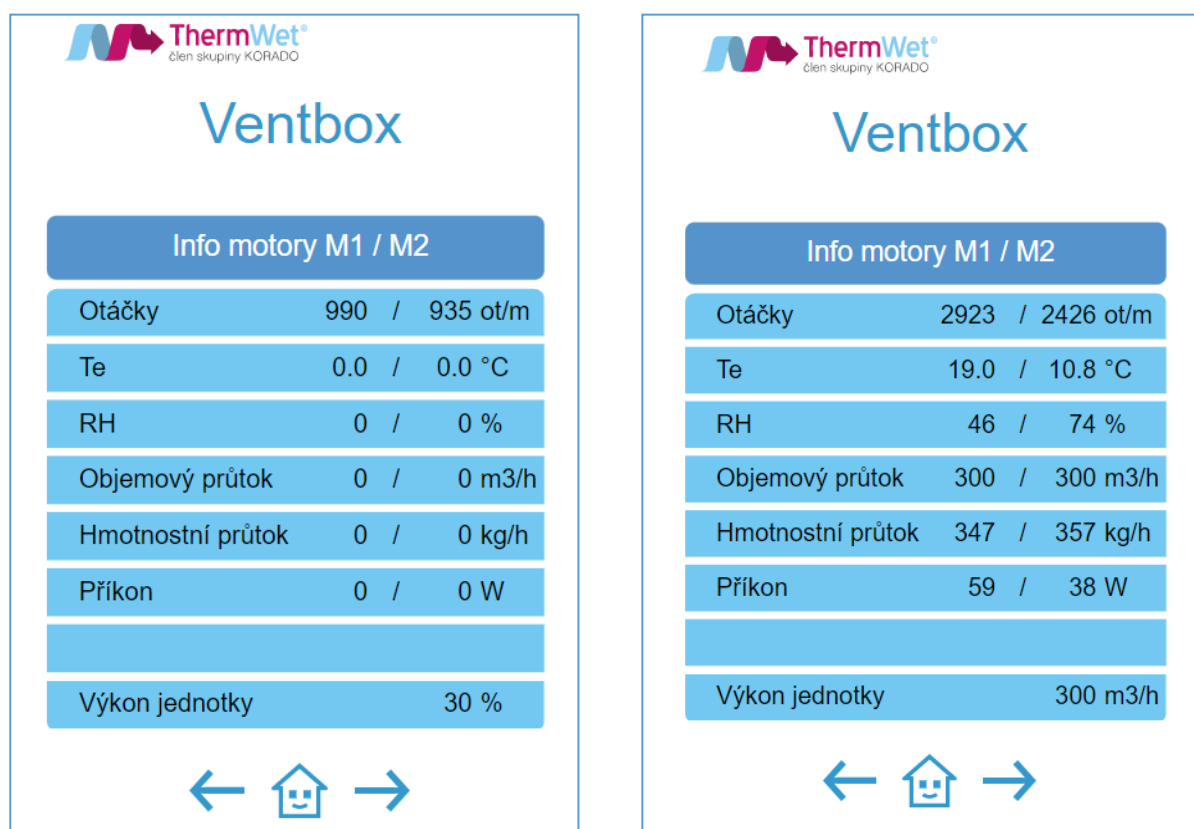 ThermWet®
člen skupiny KORADO
Ventbox
Info motory M1 / M2
Otáčky 990 / 935 ot/m
Te 0.0 / 0.0 °C
RH 0 / 0 %
Objemový průtok 0 / 0 m3/h
Hmotnostní průtok 0 / 0 kg/h
Příkon 0 / 0 W
Výkon jednotky 30 %
ThermWet®
člen skupiny KORADO
Ventbox
Info motory M1 / M2
Otáčky 2923 / 2426 ot/m
Te 19.0 / 10.8 °C
RH 46 / 74 %
Objemový průtok 300 / 300 m3/h
Hmotnostní průtok 347 / 357 kg/h
Příkon 59 / 38 W
Výkon jednotky 300 m3/h